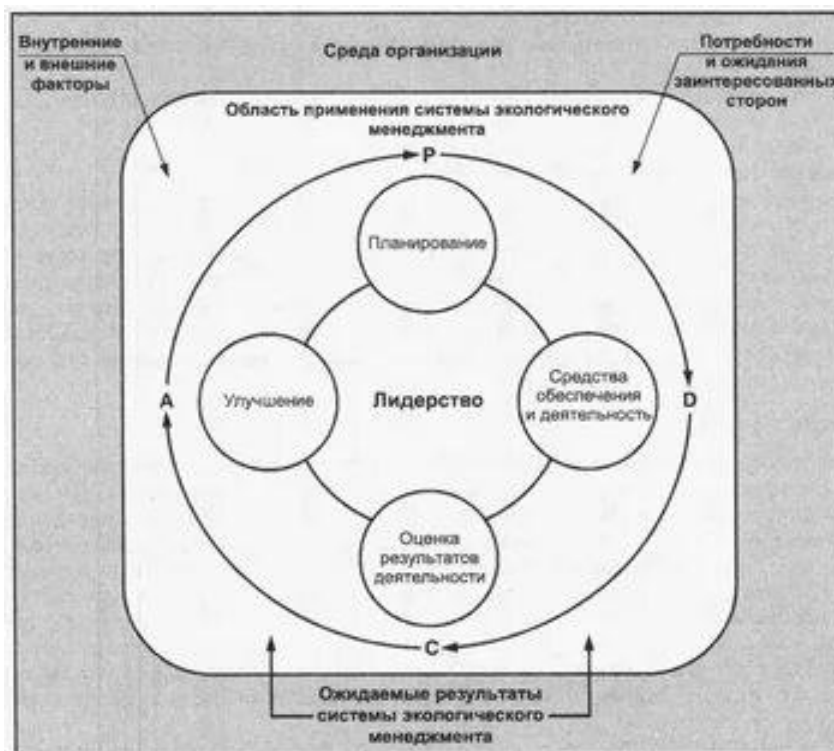 Внутренние
и внешние
факторы
Среда организации
Потребности
и ожидания
заинтересованных
сторон
Область применения системы экологического
менеджмента
P
Планирование
A
Улучшение
Лидерство
Средства
обеспечения
и деятельность
D
Оценка
результатов
деятельности
C
Ожидаемые результаты
системы экологического
менеджмента